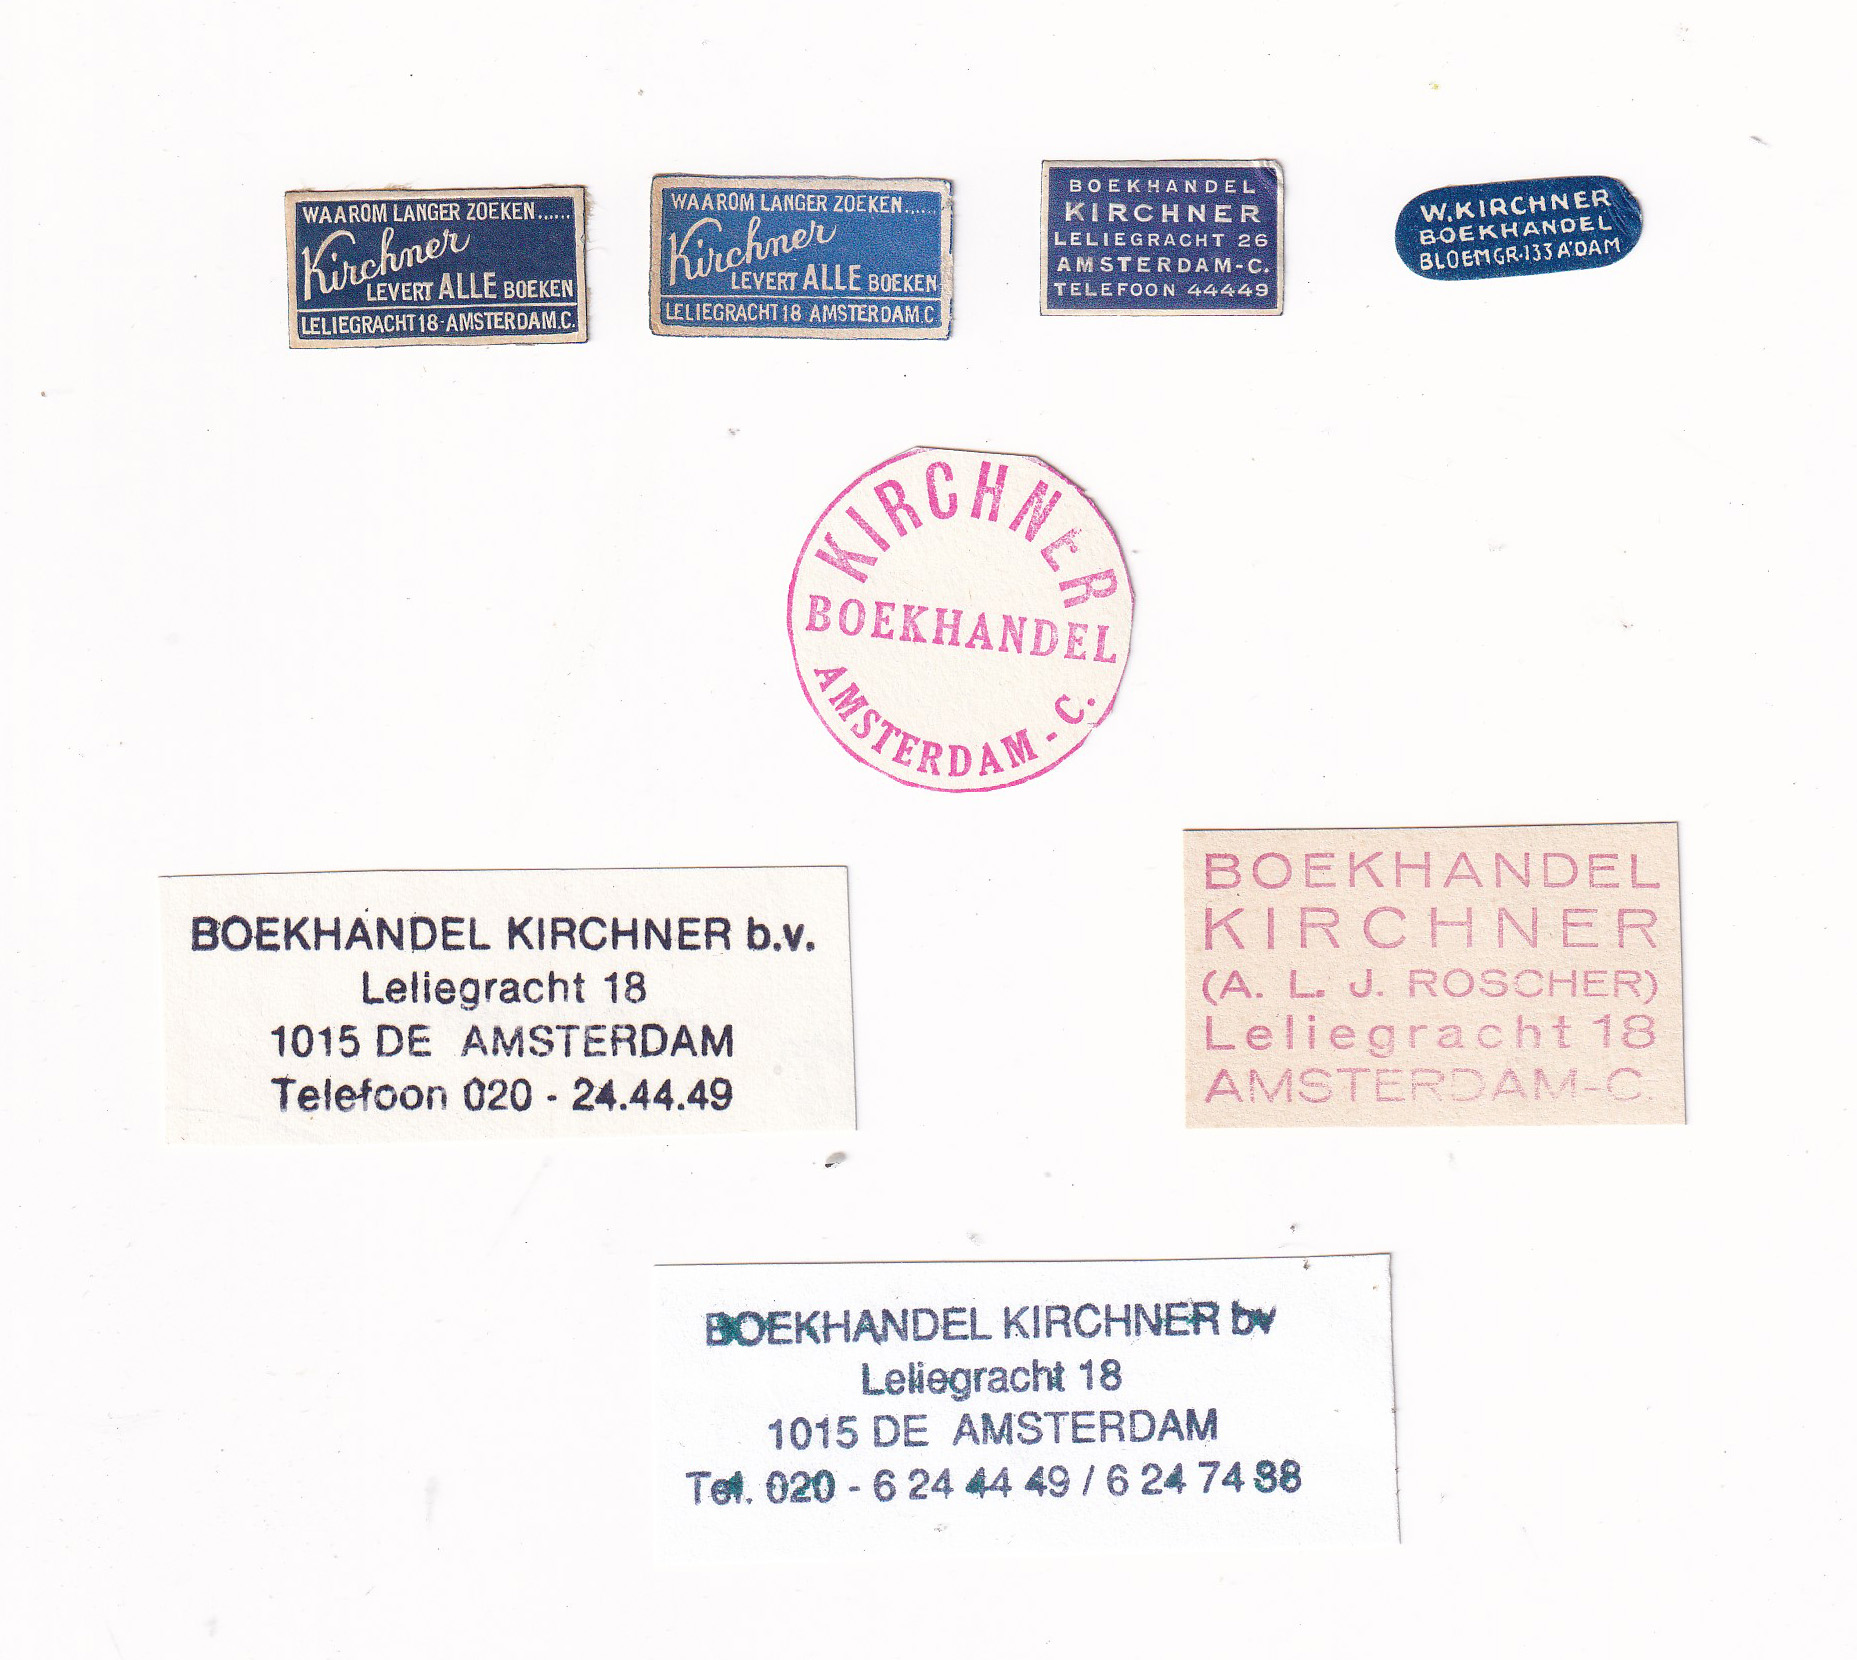 WAAROM LANGER ZOEKEN......
Kirchner
LEVERT ALLE BOEKEN
LELIEGRACHT 18-AMSTERDAM.C.
WAAROM LANGER ZOEKEN......
Kirchner
LEVERT ALLE BOEKEN
LELIEGRACHT 18 AMSTERDAM.C
BOEKHANDEL
KIRCHNER
LELIEGRACHT 26
AMSTERDAM-C.
TELEFOON 44449
W. KIRCHNER
BOEKHANDEL
BLOEMGR.133 A'DAM
KIRCHNER
BOEKHANDEL
AMSTERDAM - C.
BOEKHANDEL KIRCHNER b.v.
Leliegracht 18
1015 DE AMSTERDAM
Telefoon 020 - 24.44.49
BOEKHANDEL
KIRCHNER
(A. L. J. ROSCHER)
Leliegracht 18
AMSTERDAM-C.
BOEKHANDEL KIRCHNER bv
Leliegracht 18
1015 DE AMSTERDAM
Tel. 020 - 6 24 44 49 / 6 24 74 88